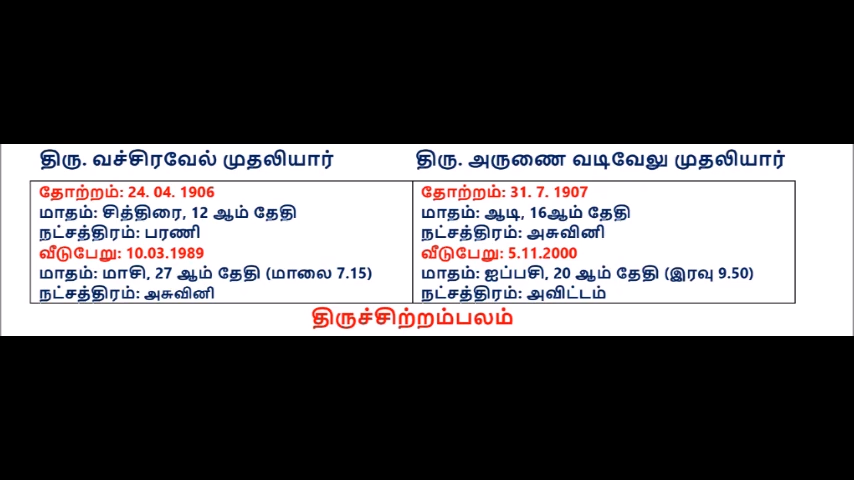 திரு. வச்சிரவேல் முதலியார்
தோற்றம்: 24. 04. 1906
மாதம்: சித்திரை, 12 ஆம் தேதி
நட்சத்திரம்: பரணி
வீடுபேறு: 10.03.1989
மாதம்: மாசி, 27 ஆம் தேதி (மாலை 7.15)
நட்சத்திரம்: அசுவினி
திரு. அருணை வடிவேலு முதலியார்
தோற்றம்: 31. 7. 1907
மாதம்: ஆடி, 16ஆம் தேதி
நட்சத்திரம்: அசுவினி
வீடுபேறு: 5.11.2000
மாதம்: ஐப்பசி, 20 ஆம் தேதி (இரவு 9.50)
நட்சத்திரம்: அவிட்டம்
திருச்சிற்றம்பலம்